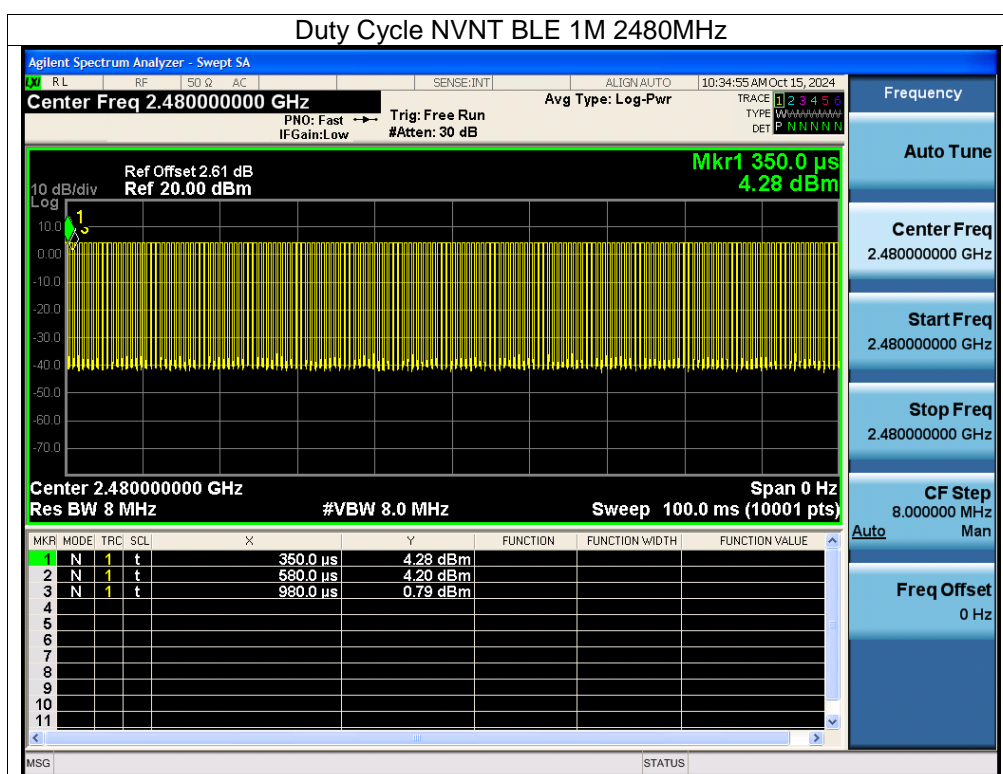 Duty Cycle NVNT BLE 1M 2480MHz
Agilent Spectrum Analyzer - Swept SA
LXI RL RF 50 Ω AC SENSE:INT ALIGN AUTO 10:34:55 AM Oct 15, 2024
Center Freq 2.480000000 GHz
PNO: Fast
IFGain:Low
Trig: Free Run
#Atten: 30 dB
Avg Type: Log-Pwr
TRACE 1 2 3 4 5 6
TYPE WWWWWW
DET P N N N N N
Mkr1 350.0 µs
4.28 dBm
Ref Offset 2.61 dB
10 dB/div Ref 20.00 dBm
Log
10.0
0.00
-10.0
-20.0
-30.0
-40.0
-50.0
-60.0
-70.0
1
3
Center 2.480000000 GHz Span 0 Hz
Res BW 8 MHz #VBW 8.0 MHz Sweep 100.0 ms (10001 pts)
MKR MODE TRC SCL X Y FUNCTION FUNCTION WIDTH FUNCTION VALUE
1 N 1 t 350.0 µs 4.28 dBm
2 N 1 t 580.0 µs 4.20 dBm
3 N 1 t 980.0 µs 0.79 dBm
4
5
6
7
8
9
10
11
MSG STATUS
Frequency
Auto Tune
Center Freq
2.480000000 GHz
Start Freq
2.480000000 GHz
Stop Freq
2.480000000 GHz
CF Step
8.000000 MHz
Auto Man
Freq Offset
0 Hz